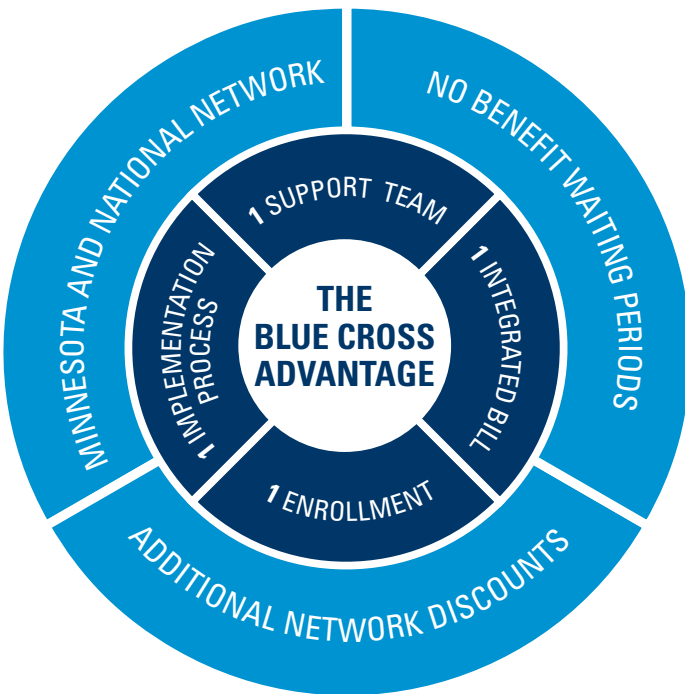 MINNESOTA AND NATIONAL NETWORK
NO BENEFIT WAITING PERIODS
ADDITIONAL NETWORK DISCOUNTS
1 SUPPORT TEAM
1 INTEGRATED BILL
1 ENROLLMENT
1 IMPLEMENTATION
PROCESS
THE
BLUE CROSS
ADVANTAGE